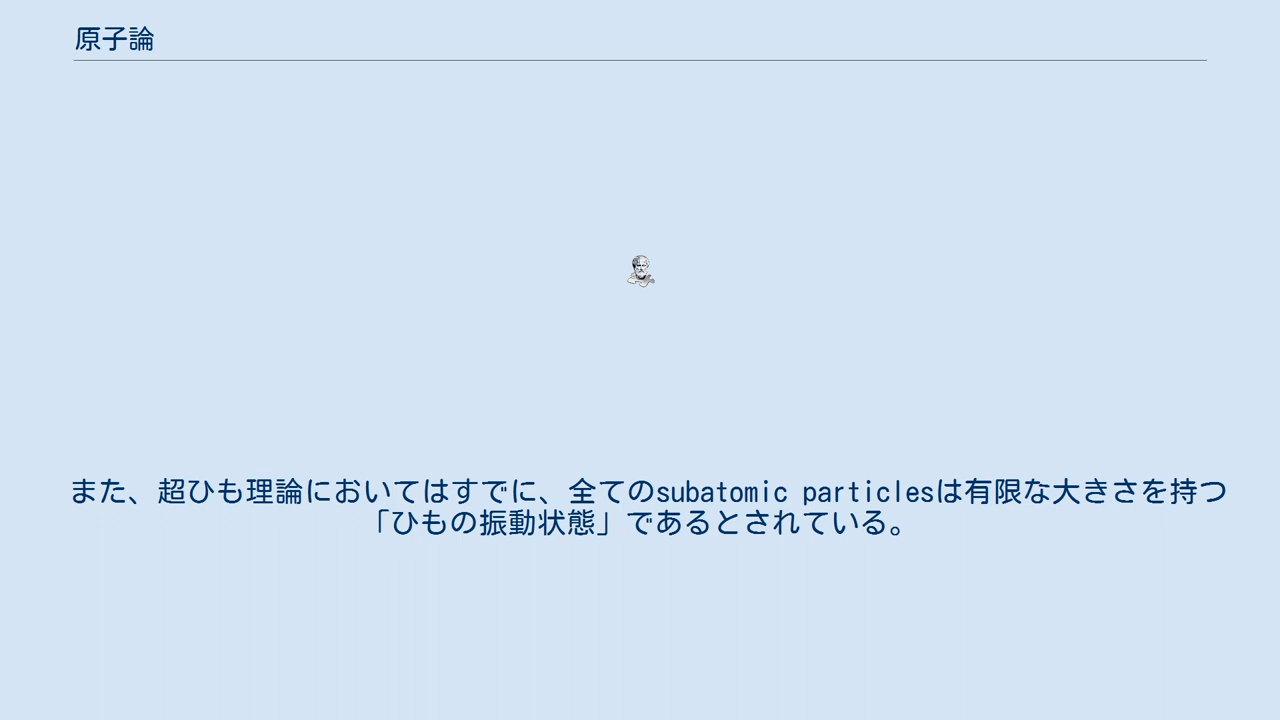 原子論
また、超ひも理論においてはすでに、全てのsubatomic particlesは有限な大きさを持つ
「ひもの振動状態」であるとされている。